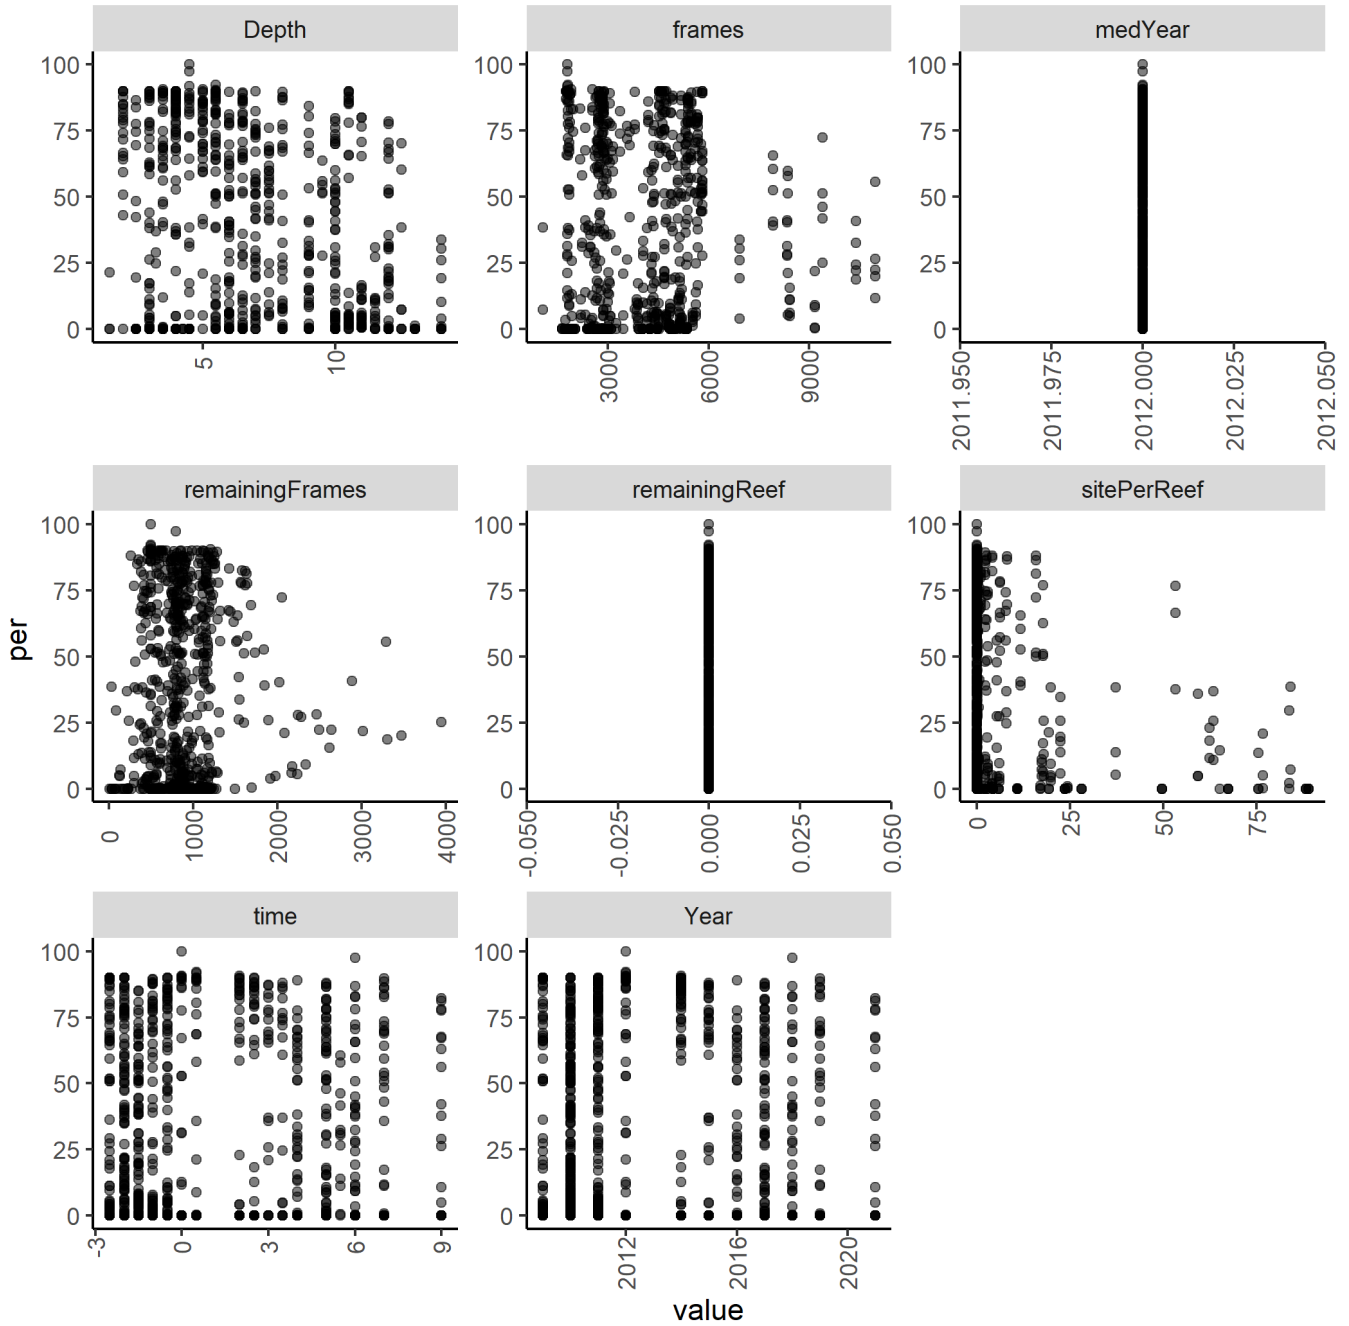 Depth frames medYear
100 100 100
75 75 75
50 50 50
25 25 25
0 0 0
5 10 3000 6000 9000 2011.950 2011.975 2012.000 2012.025 2012.050
remainingFrames remainingReef sitePerReef
100 100 100
75 75 75
per
50 50 50
25 25 25
0 0 0
0 1000 2000 3000 4000 -0.050 -0.025 0.000 0.025 0.050 0 25 50 75
time Year
100 100
75 75
50 50
25 25
0 0
-3 0 3 6 9 2012 2016 2020
value